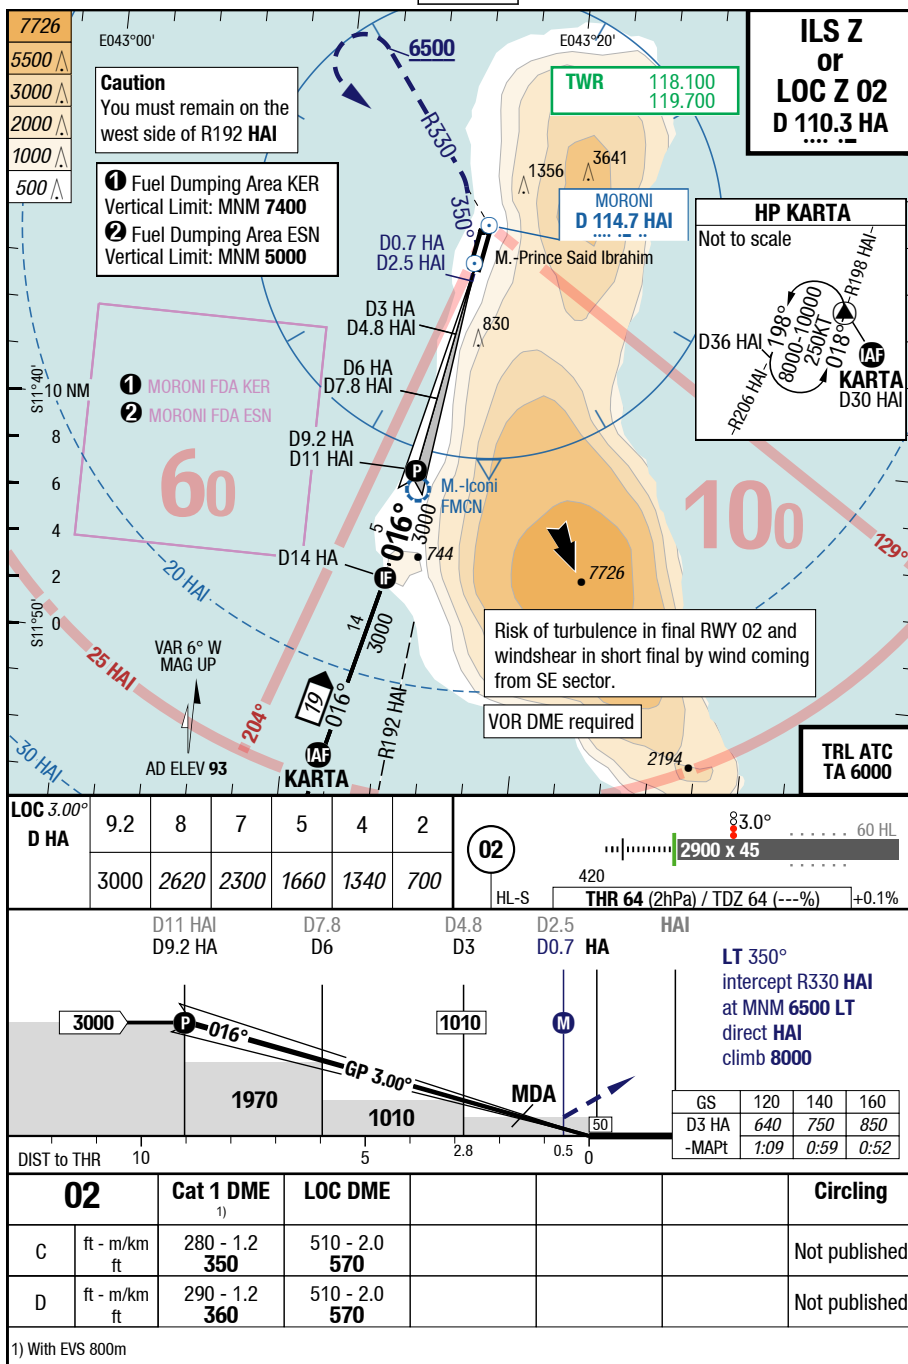 7726
5500
3000
2000
1000
500
E043°00'
E043°20'
6500
Caution
You must remain on the
west side of R192 HAI
TWR 118.100
119.700
ILS Z
or
LOC Z 02
D 110.3 HA
1 Fuel Dumping Area KER
Vertical Limit: MNM 7400
2 Fuel Dumping Area ESN
Vertical Limit: MNM 5000
R330
350°
1356
3641
MORONI
D 114.7 HAI
M.-Prince Said Ibrahim
D0.7 HA
D2.5 HAI
HP KARTA
Not to scale
R198 HAI
D36 HAI
198°
8000-10000
250KT
018°
R206 HAI
IAF
KARTA
D30 HAI
D3 HA
D4.8 HAI
830
D6 HA
D7.8 HAI
S11°40'
10 NM
8
6
4
2
0
S11°50'
1 MORONI FDA KER
2 MORONI FDA ESN
60
D9.2 HA
D11 HAI
P
M.-Iconi
FMCN
100
129°
5
016°
3000
744
D14 HA
IF
7726
20 HAI
14
3000
Risk of turbulence in final RWY 02 and
windshear in short final by wind coming
from SE sector.
VAR 6° W
MAG UP
25 HAI
204°
19
016°
R192 HAI
VOR DME required
30 HAI
AD ELEV 93
IAF
KARTA
2194
TRL ATC
TA 6000
LOC 3.00°
D HA 9.2 8 7 5 4 2
3000 2620 2300 1660 1340 700
02
HL-S
420
3.0°
60 HL
2900 x 45
THR 64 (2hPa) / TDZ 64 (---%)
+0.1%
D11 HAI D7.8 D4.8 D2.5 HAI
D9.2 HA D6 D3 D0.7 HA
LT 350°
intercept R330 HAI
at MNM 6500 LT
direct HAI
climb 8000
3000
P
016°
1010
M
GP 3.00°
MDA
1970
1010
50
GS 120 140 160
D3 HA 640 750 850
-MAPt 1:09 0:59 0:52
DIST to THR 10 5 2.8 0.5 0
02 Cat 1 DME LOC DME Circling
1)
C ft - m/km 280 - 1.2 510 - 2.0 Not published
ft 350 570
D ft - m/km 290 - 1.2 510 - 2.0 Not published
ft 360 570
1) With EVS 800m